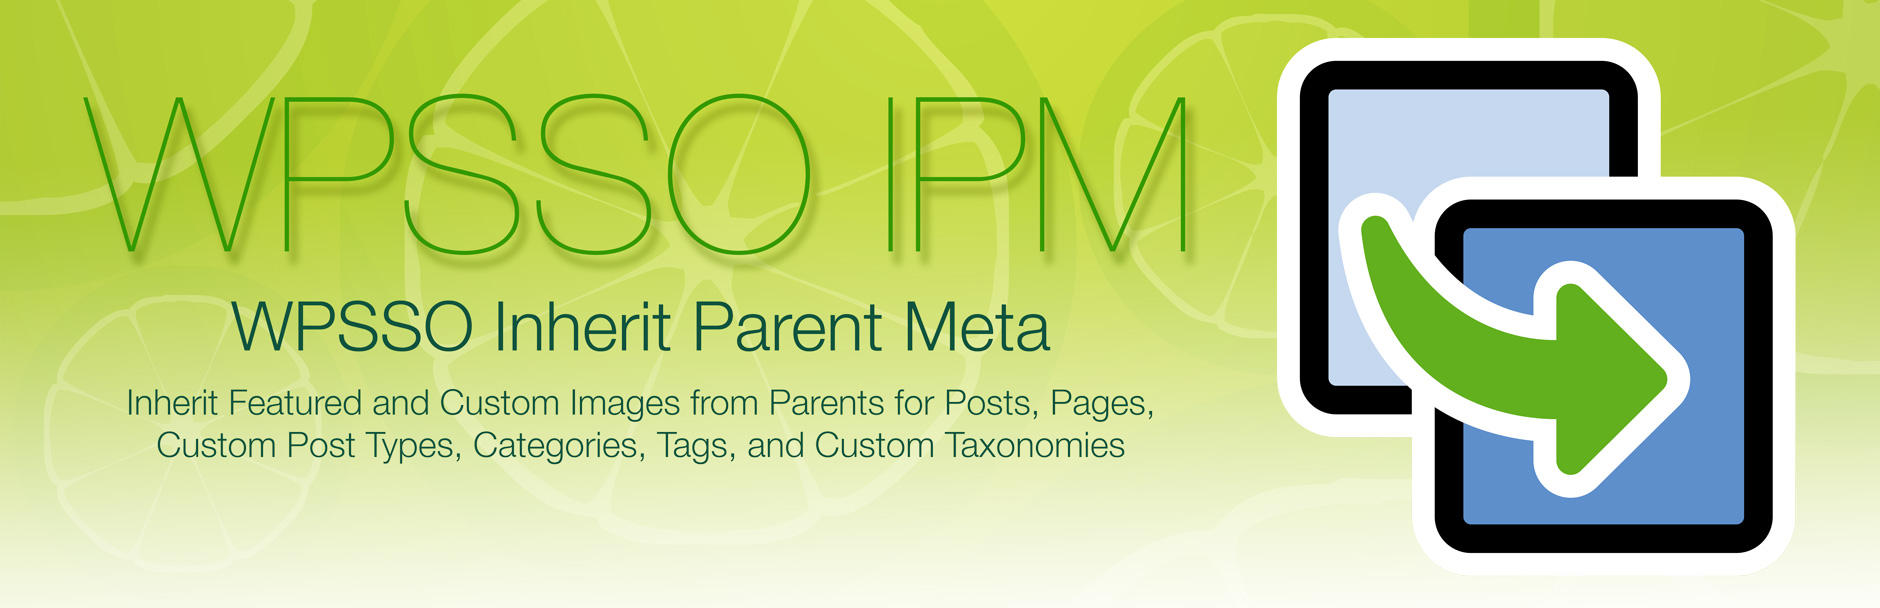 WPSSO IPM
WPSSO Inherit Parent Meta
Inherit Featured and Custom Images from Parents for Posts, Pages,
Custom Post Types, Categories, Tags, and Custom Taxonomies